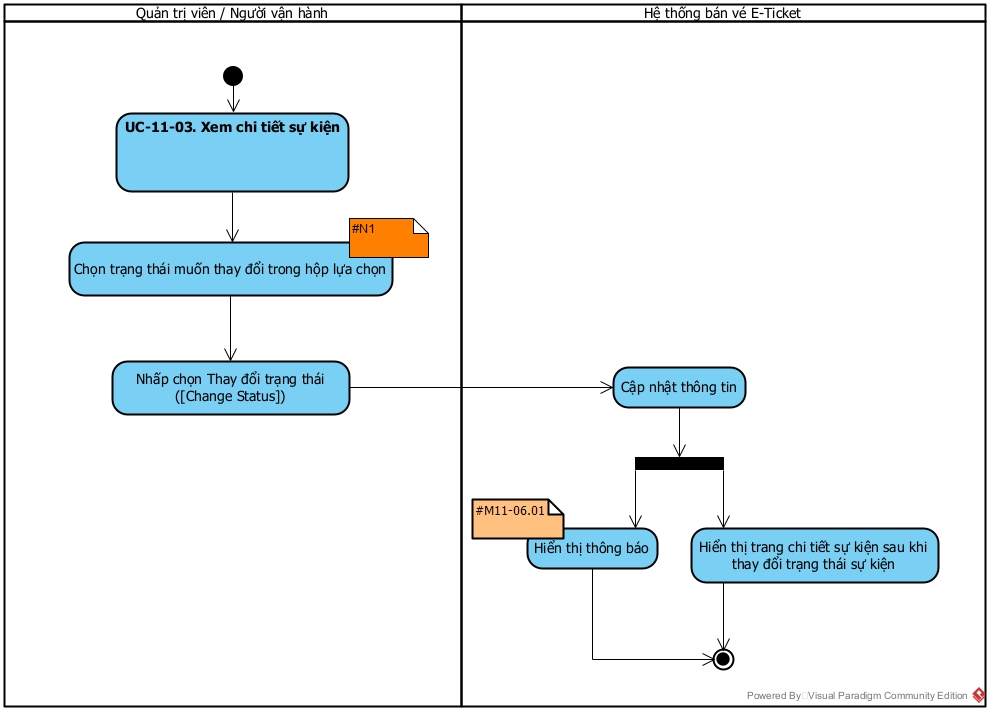 Quản trị viên / Người vận hành
Hệ thống bán vé E-Ticket
UC-11-03. Xem chi tiết sự kiện
#N1
Chọn trạng thái muốn thay đổi trong hộp lựa chọn
Nhấp chọn Thay đổi trạng thái
([Change Status])
Cập nhật thông tin
#M11-06.01
Hiển thị thông báo
Hiển thị trang chi tiết sự kiện sau khi
thay đổi trạng thái sự kiện
Powered By Visual Paradigm Community Edition